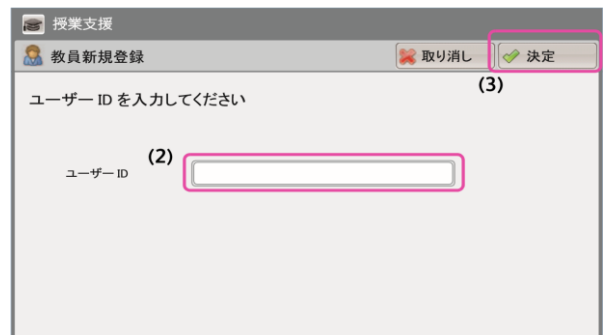 授業支援
教員新規登録 取り消し 決定
(3)
ユーザー ID を入力してください
(2)
ユーザー ID